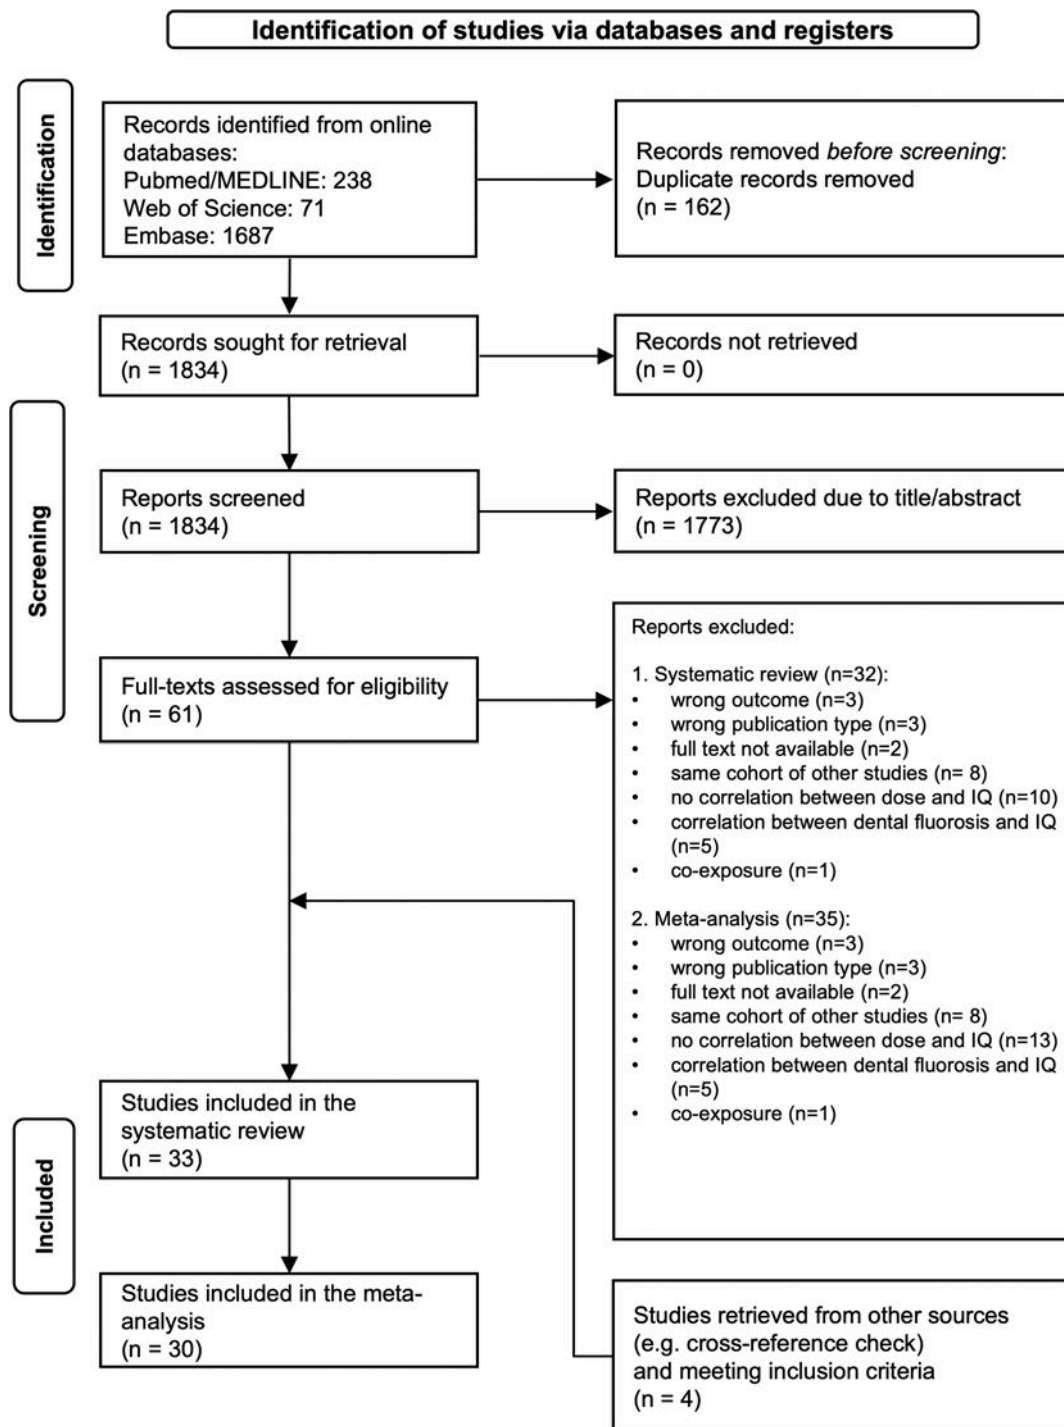 Identification of studies via databases and registers
Identification
Records identified from online
databases:
Pubmed/MEDLINE: 238
Web of Science: 71
Embase: 1687
Records removed before screening:
Duplicate records removed
(n = 162)
Records sought for retrieval
(n = 1834)
Records not retrieved
(n = 0)
Screening
Reports screened
(n = 1834)
Reports excluded due to title/abstract
(n = 1773)
Full-texts assessed for eligibility
(n = 61)
Reports excluded:
1. Systematic review (n=32):
• wrong outcome (n=3)
• wrong publication type (n=3)
• full text not available (n=2)
• same cohort of other studies (n= 8)
• no correlation between dose and IQ (n=10)
• correlation between dental fluorosis and IQ
(n=5)
• co-exposure (n=1)
2. Meta-analysis (n=35):
• wrong outcome (n=3)
• wrong publication type (n=3)
• full text not available (n=2)
• same cohort of other studies (n= 8)
• no correlation between dose and IQ (n=13)
• correlation between dental fluorosis and IQ
(n=5)
• co-exposure (n=1)
Included
Studies included in the
systematic review
(n = 33)
Studies included in the meta-
analysis
(n = 30)
Studies retrieved from other sources
(e.g. cross-reference check)
and meeting inclusion criteria
(n = 4)